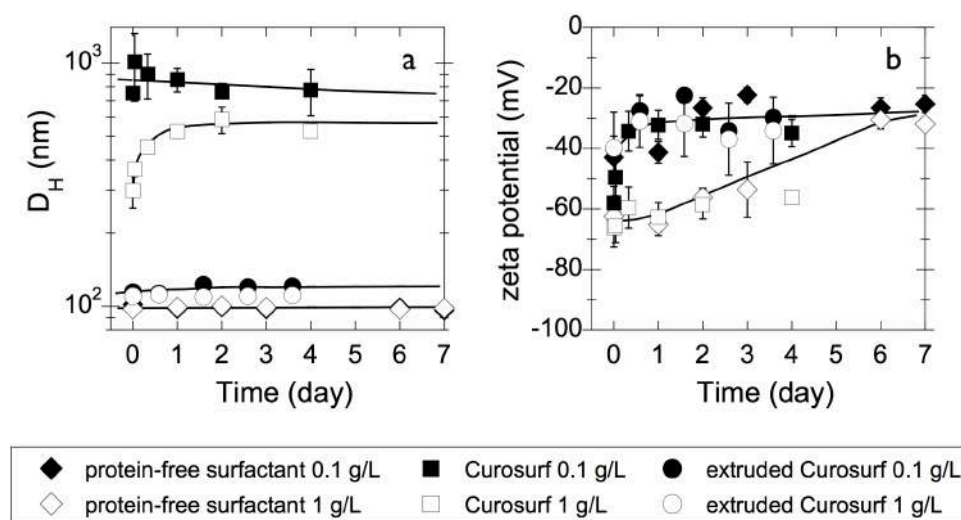 a
10³
10²
D_H (nm)
0 1 2 3 4 5 6 7
Time (day)
b
0
-20
-40
-60
-80
-100
zeta potential (mV)
0 1 2 3 4 5 6 7
Time (day)
protein-free surfactant 0.1 g/L Curosurf 0.1 g/L extruded Curosurf 0.1 g/L
protein-free surfactant 1 g/L Curosurf 1 g/L extruded Curosurf 1 g/L